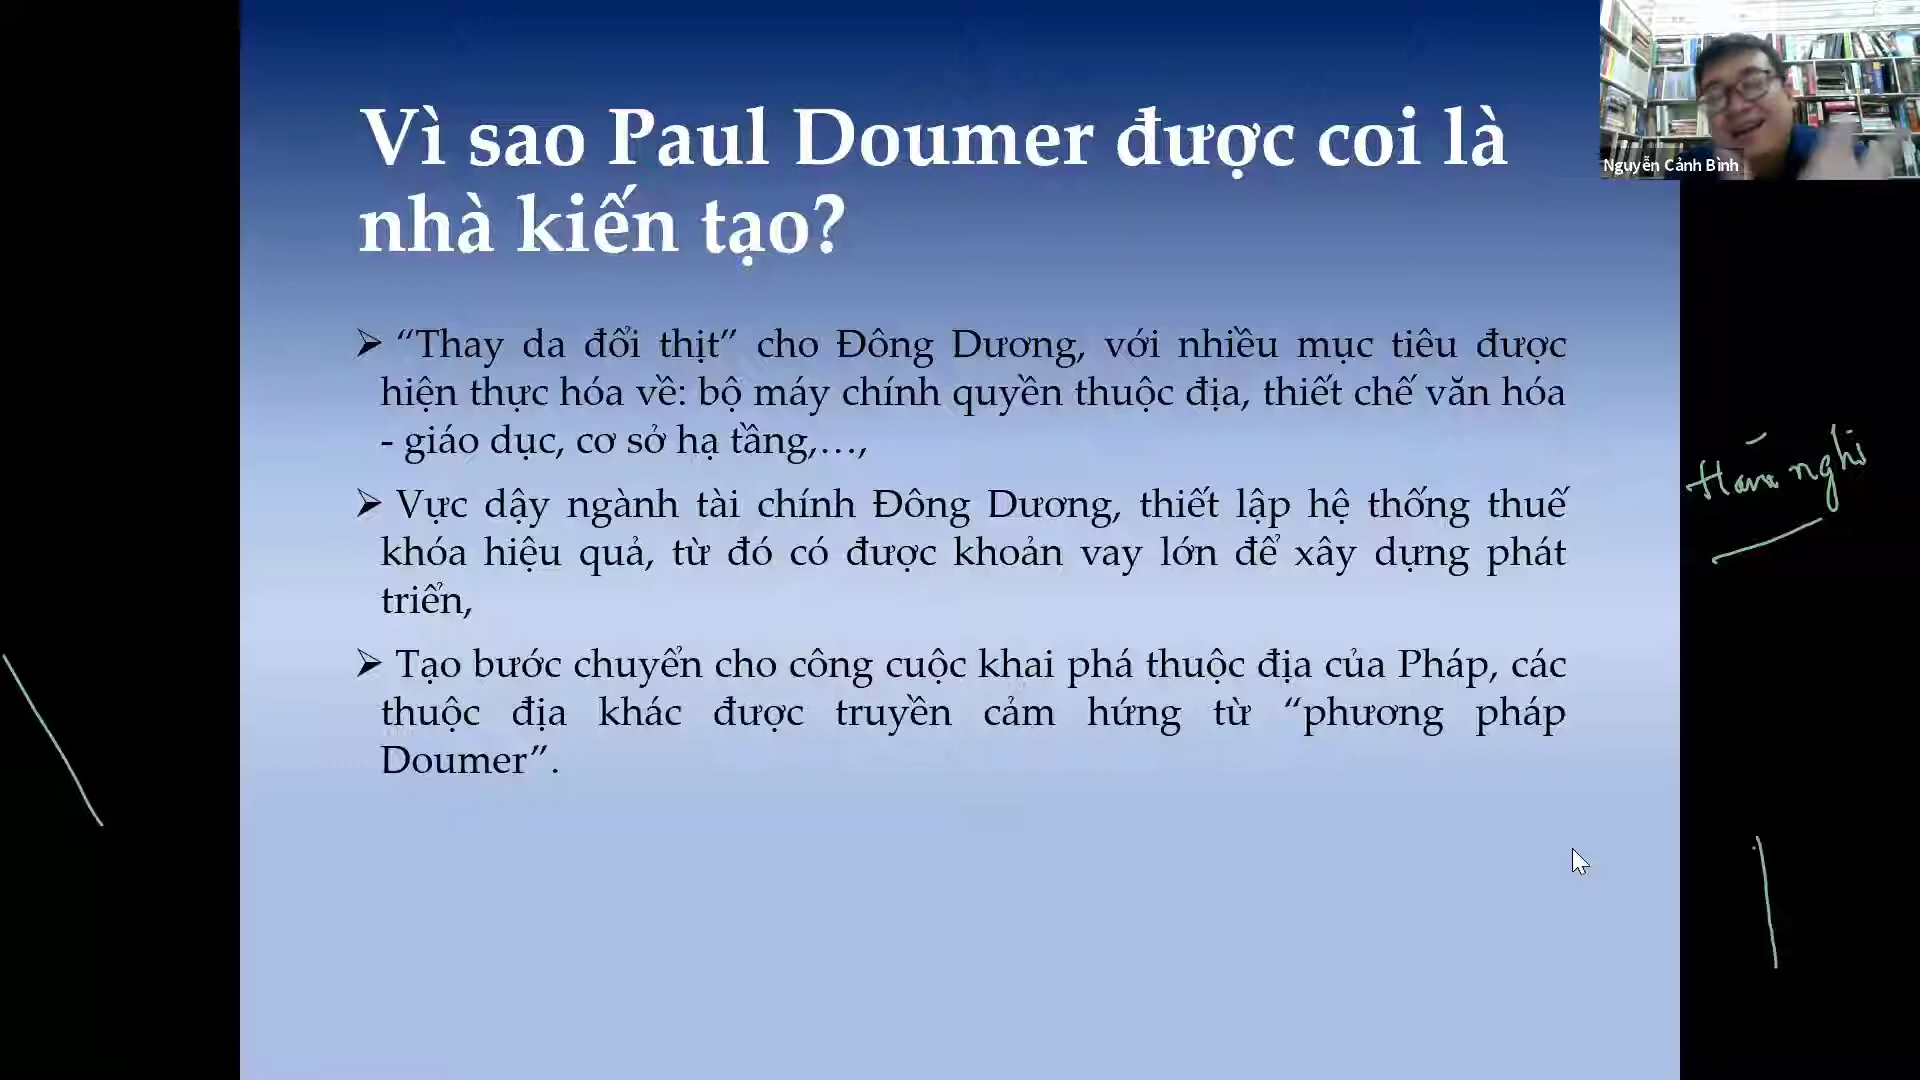 Vì sao Paul Doumer được coi là
nhà kiến tạo?
Nguyễn Cảnh Bình
➢ “Thay da đổi thịt” cho Đông Dương, với nhiều mục tiêu được
hiện thực hóa về: bộ máy chính quyền thuộc địa, thiết chế văn hóa
- giáo dục, cơ sở hạ tầng,…,
➢ Vực dậy ngành tài chính Đông Dương, thiết lập hệ thống thuế
khóa hiệu quả, từ đó có được khoản vay lớn để xây dựng phát
triển,
➢ Tạo bước chuyển cho công cuộc khai phá thuộc địa của Pháp, các
thuộc địa khác được truyền cảm hứng từ “phương pháp
Doumer”.
nghi